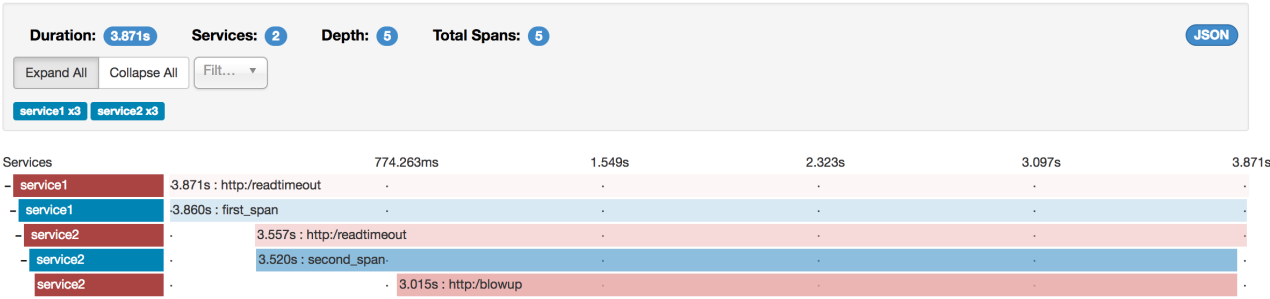 Duration: 3.871s Services: 2 Depth: 5 Total Spans: 5 JSON
Expand All Collapse All Filt... ▼
service1 x3 service2 x3
Services 774.263ms 1.549s 2.323s 3.097s 3.871s
- service1 3.871s : http:/readtimeout
- service1 3.860s : first_span
- service2 3.557s : http:/readtimeout
- service2 3.520s : second_span
service2 3.015s : http:/blowup